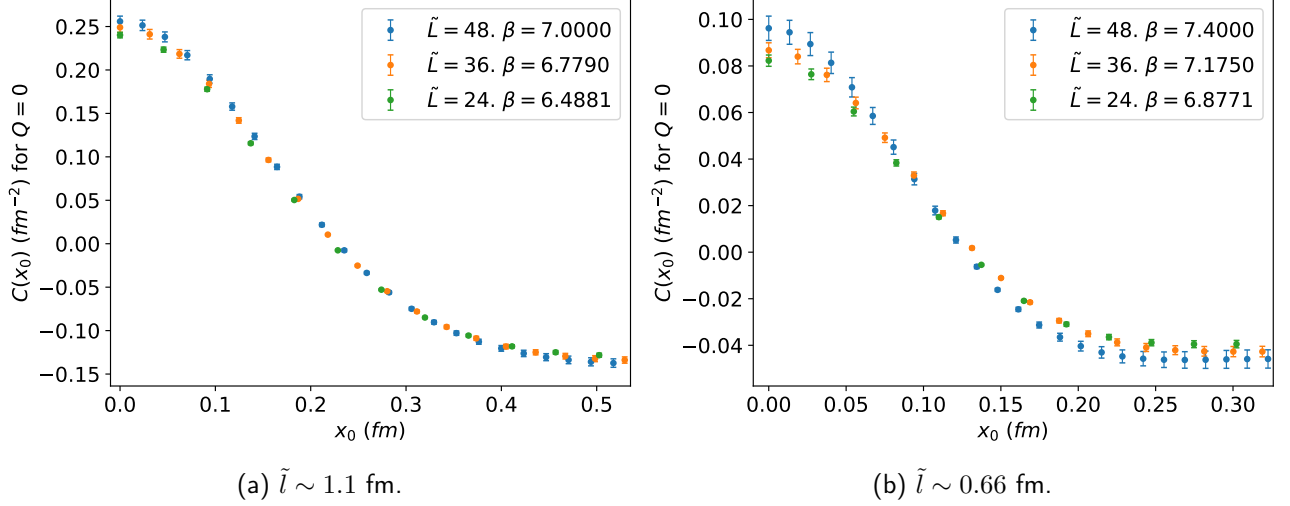 0.25
0.20
0.15
0.10
0.05
0.00
−0.05
−0.10
−0.15
C(x₀) (fm⁻²) for Q = 0
L̃ = 48. β = 7.0000
L̃ = 36. β = 6.7790
L̃ = 24. β = 6.4881
0.0 0.1 0.2 0.3 0.4 0.5
x₀ (fm)
(a) l̃ ∼ 1.1 fm.
0.10
0.08
0.06
0.04
0.02
0.00
−0.02
−0.04
C(x₀) (fm⁻²) for Q = 0
L̃ = 48. β = 7.4000
L̃ = 36. β = 7.1750
L̃ = 24. β = 6.8771
0.00 0.05 0.10 0.15 0.20 0.25 0.30
x₀ (fm)
(b) l̃ ∼ 0.66 fm.